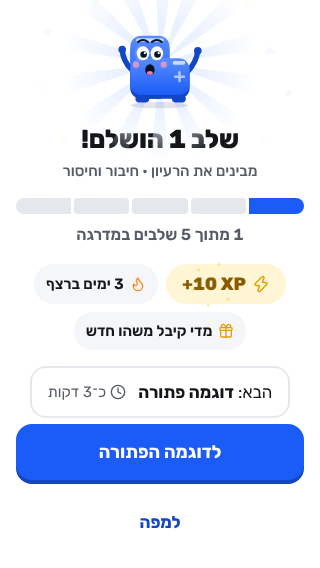 שלב 1 הושלם!
מבינים את הרעיון • חיבור וחיסור
1 מתוך 5 שלבים במדרגה
+10 XP
3 ימים ברצף
מדי קיבל משהו חדש
הבא: דוגמה פתורה
כ־3 דקות
לדוגמה הפתורה
למפה